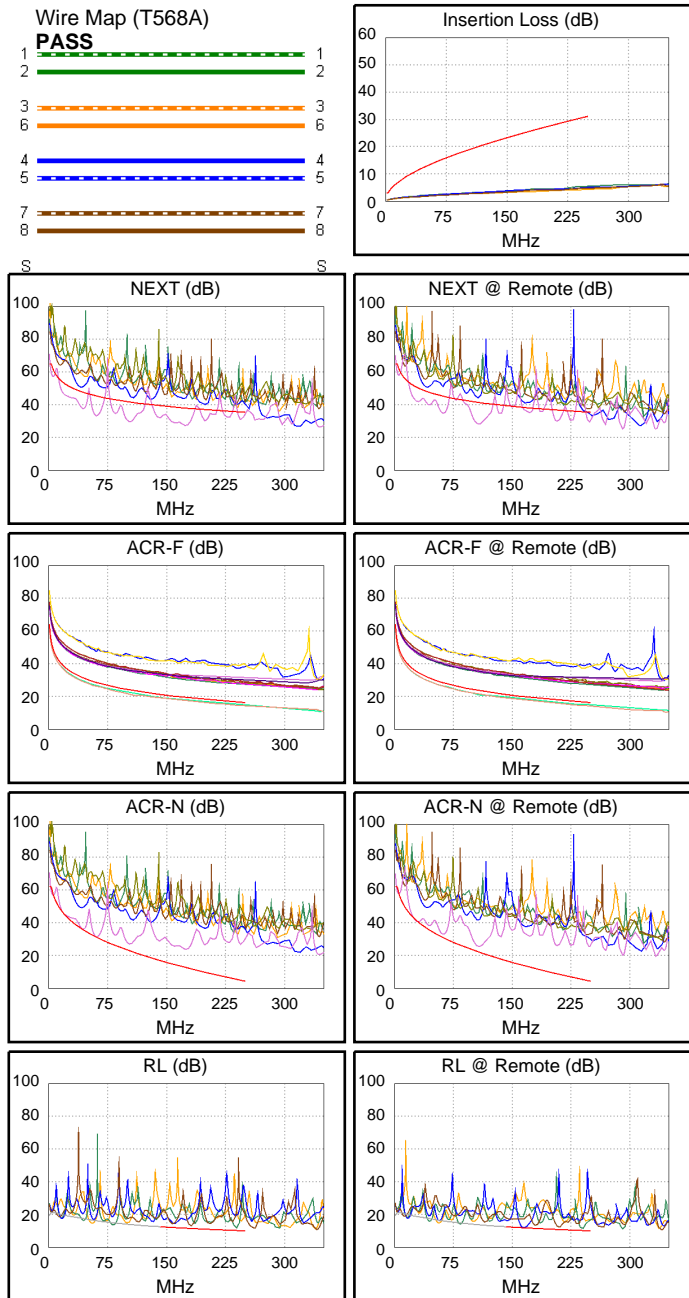 Wire Map (T568A)
PASS
1 1
2 2
3 3
6 6
4 4
5 5
7 7
8 8
S S
Insertion Loss (dB)
60
50
40
30
20
10
0
0 75 150 225 300
MHz
NEXT (dB)
100
80
60
40
20
0
0 75 150 225 300
MHz
NEXT @ Remote (dB)
100
80
60
40
20
0
0 75 150 225 300
MHz
ACR-F (dB)
100
80
60
40
20
0
0 75 150 225 300
MHz
ACR-F @ Remote (dB)
100
80
60
40
20
0
0 75 150 225 300
MHz
ACR-N (dB)
100
80
60
40
20
0
0 75 150 225 300
MHz
ACR-N @ Remote (dB)
100
80
60
40
20
0
0 75 150 225 300
MHz
RL (dB)
100
80
60
40
20
0
0 75 150 225 300
MHz
RL @ Remote (dB)
100
80
60
40
20
0
0 75 150 225 300
MHz